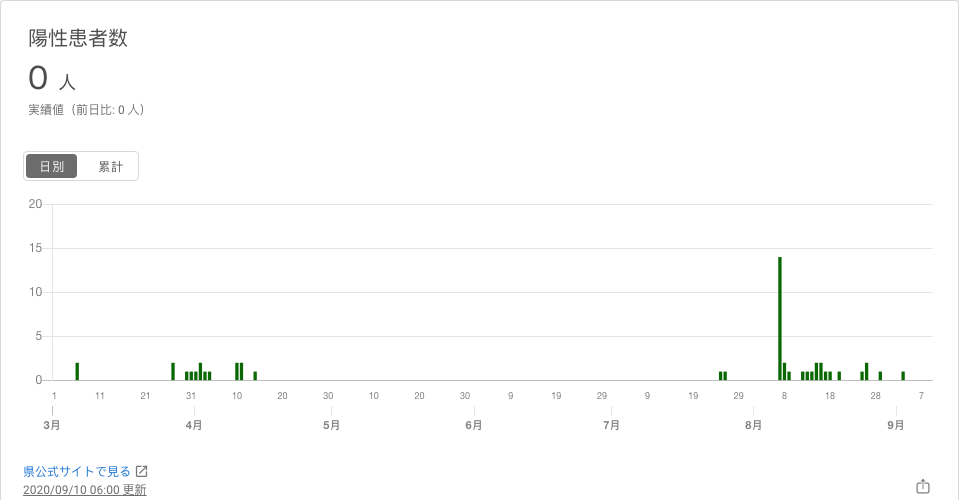 陽性患者数
0 人
実績値（前日比: 0 人）
日別 累計
20
15
10
5
0
1 11 21 31 10 20 30 10 20 30 9 19 29 9 19 29 8 18 28 7
3月 4月 5月 6月 7月 8月 9月
県公式サイトで見る
2020/09/10 06:00 更新